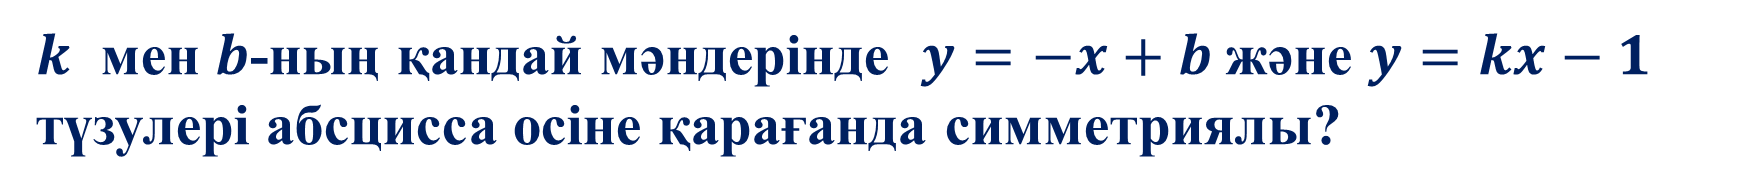 k мен b-ның қандай мәндерінде y = −x + b және y = kx − 1
түзулері абсцисса осіне қарағанда симметриялы?